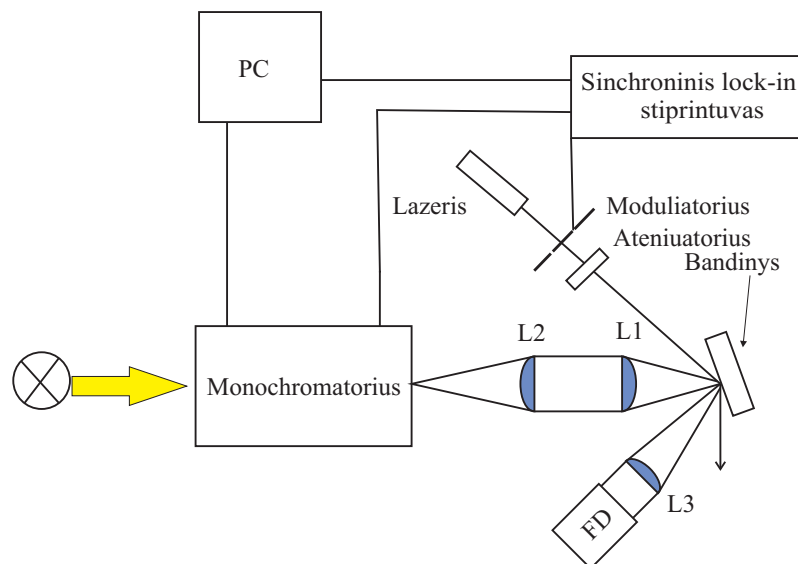 PC
Sinchroninis lock-in
stiprintuvas
Lazeris
Moduliatorius
Ateniuatorius
Bandinys
L2
L1
Monochromatorius
L3
FD